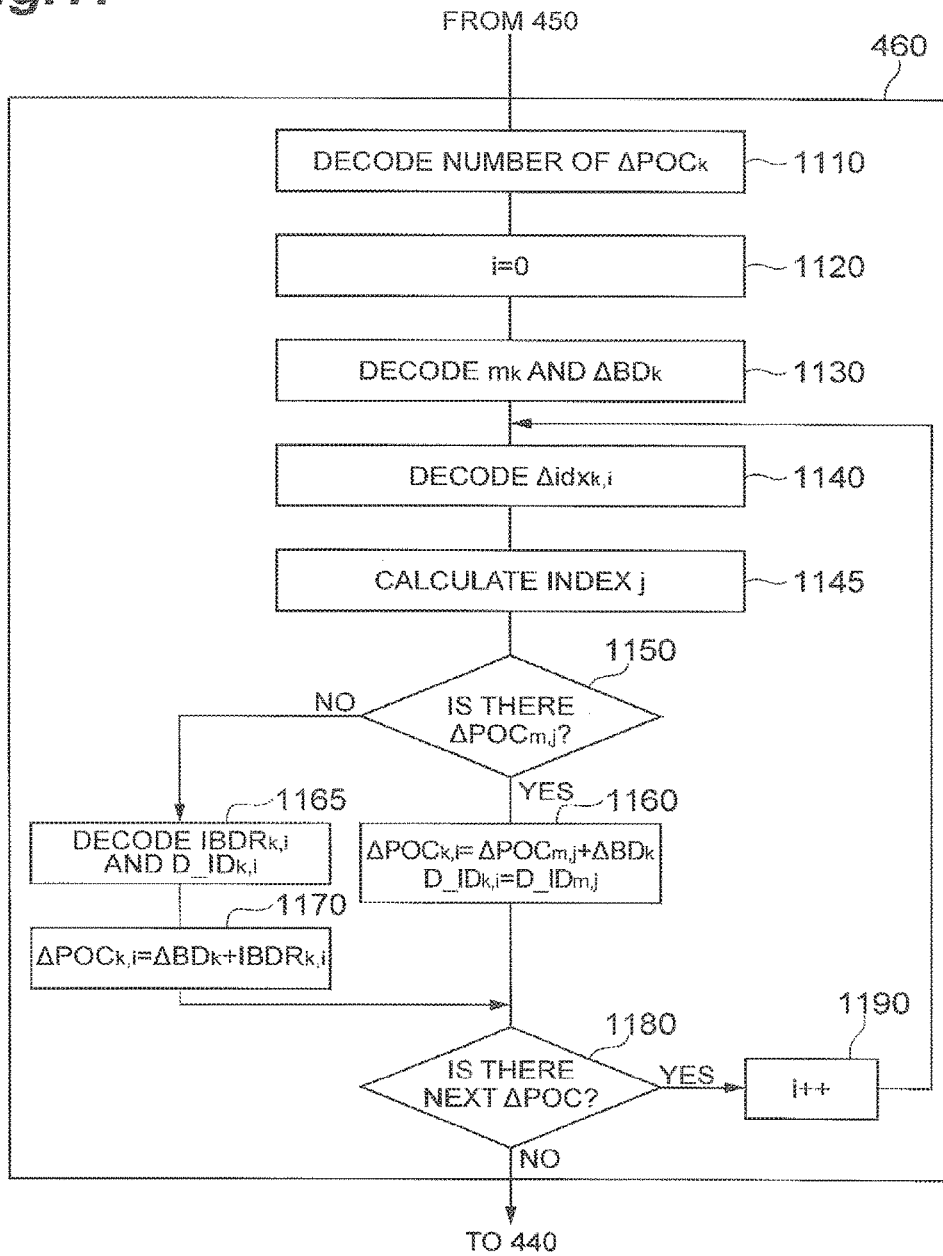 FROM 450
460
DECODE NUMBER OF ΔPOCk
1110
i=0
1120
DECODE mk AND ΔBDk
1130
DECODE Δidxk,i
1140
CALCULATE INDEX j
1145
1150
NO
IS THERE
ΔPOCm,j?
YES
1165
1160
DECODE IBDRk,i
AND D_IDk,i
ΔPOCk,i= ΔPOCm,j+ΔBDk
D_IDk,i=D_IDm,j
1170
ΔPOCk,i=ΔBDk+IBDRk,i
1180
1190
IS THERE
NEXT ΔPOC?
YES
i++
NO
TO 440